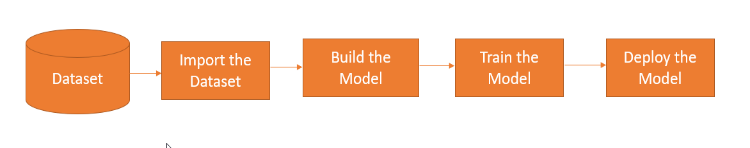 Dataset
Import the
Dataset
Build the
Model
Train the
Model
Deploy the
Model